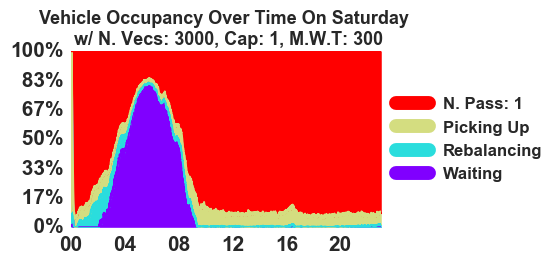 Vehicle Occupancy Over Time On Saturday
w/ N. Vecs: 3000, Cap: 1, M.W.T: 300
100%
83%
67%
50%
33%
17%
0%
00 04 08 12 16 20
N. Pass: 1
Picking Up
Rebalancing
Waiting